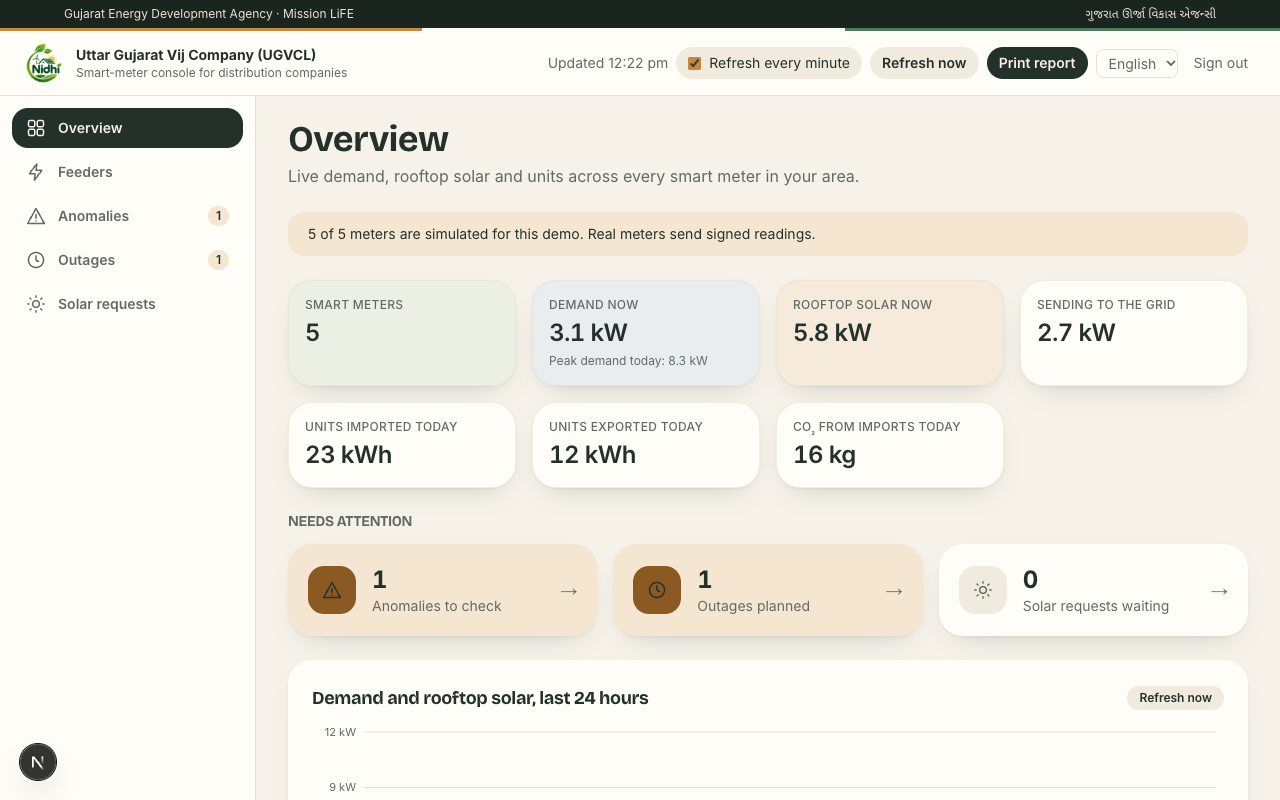 Gujarat Energy Development Agency · Mission LiFE
ગુજરાત ઊર્જા વિકાસ એજન્સી
Nidhi
Uttar Gujarat Vij Company (UGVCL)
Smart-meter console for distribution companies
Updated 12:22 pm
Refresh every minute
Refresh now
Print report
English
Sign out
Overview
Feeders
Anomalies 1
Outages 1
Solar requests
Overview
Live demand, rooftop solar and units across every smart meter in your area.
5 of 5 meters are simulated for this demo. Real meters send signed readings.
SMART METERS
5
DEMAND NOW
3.1 kW
Peak demand today: 8.3 kW
ROOFTOP SOLAR NOW
5.8 kW
SENDING TO THE GRID
2.7 kW
UNITS IMPORTED TODAY
23 kWh
UNITS EXPORTED TODAY
12 kWh
CO₂ FROM IMPORTS TODAY
16 kg
NEEDS ATTENTION
1
Anomalies to check
→
1
Outages planned
→
0
Solar requests waiting
→
Demand and rooftop solar, last 24 hours
Refresh now
12 kW
9 kW
N